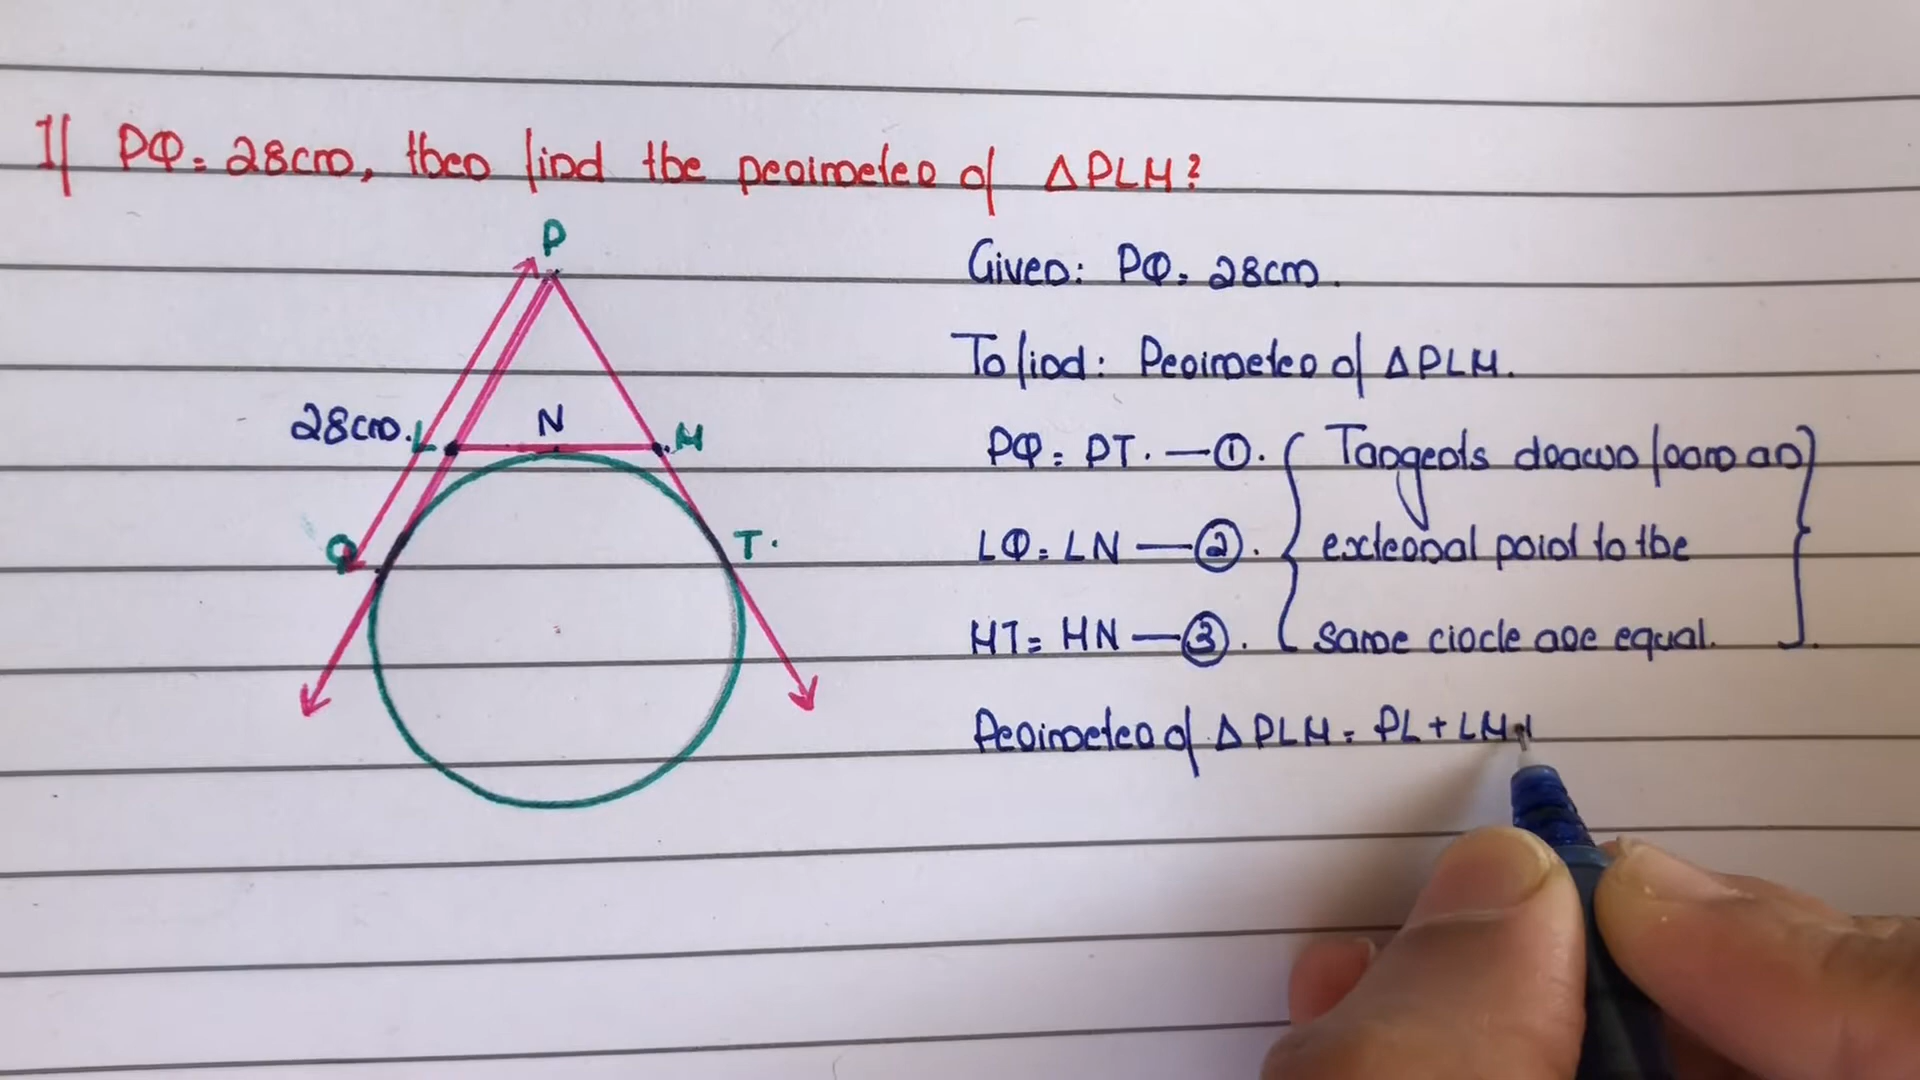 If PQ = 28cm, then find the perimeter of ΔPLM?
P
Given: PQ = 28cm.
To find: Perimeter of ΔPLM.
28cm.
L
N
M
PQ = PT. — ①. { Tangents drawn from an }
Q
T.
LQ = LN — ②. external point to the
MT = MN — ③. same circle are equal.
Perimeter of ΔPLM = PL + LM